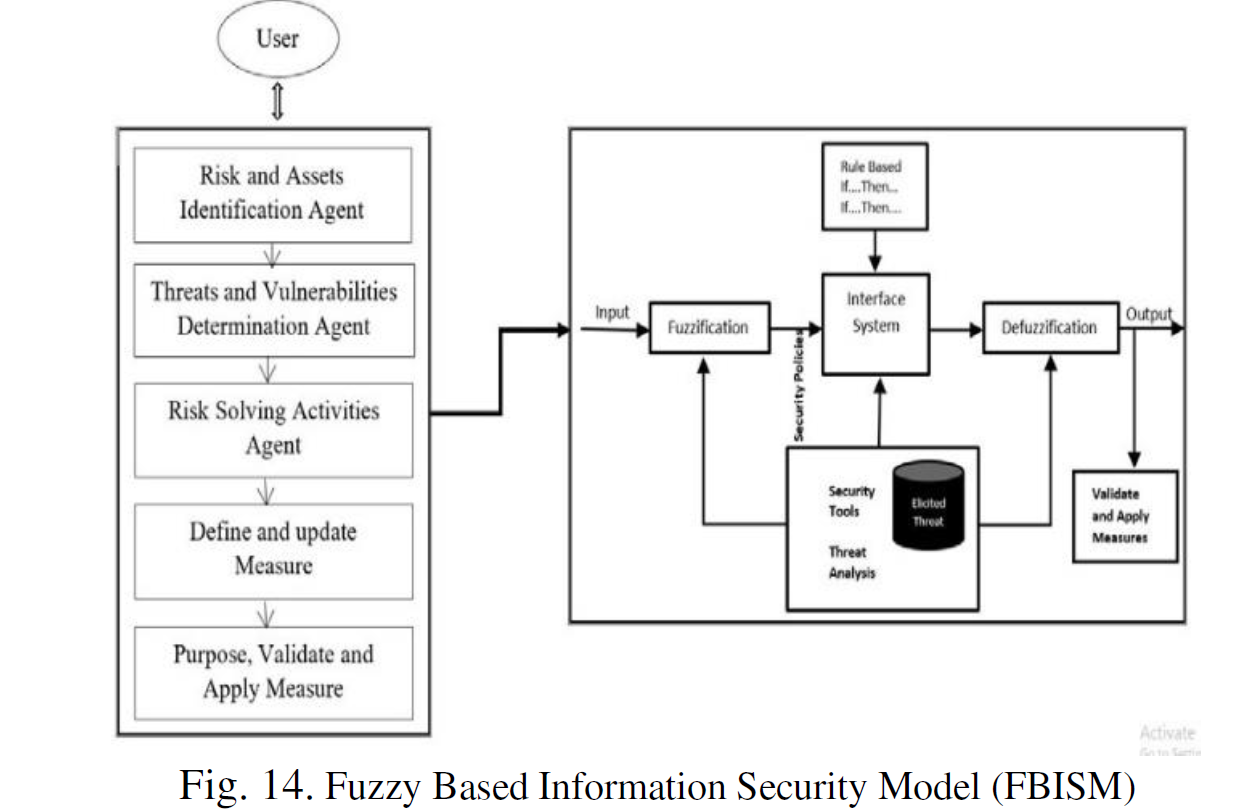 User
Risk and Assets
Identification Agent
Threats and Vulnerabilities
Determination Agent
Risk Solving Activities
Agent
Define and update
Measure
Purpose, Validate and
Apply Measure
Rule Based
If....Then...
If....Then....
Input
Fuzzification
Security Policies
Interface
System
Defuzzification
Output
Security
Tools
Threat
Analysis
Elicited
Threat
Validate
and Apply
Measures
Activate
Go to
Fig. 14. Fuzzy Based Information Security Model (FBISM)